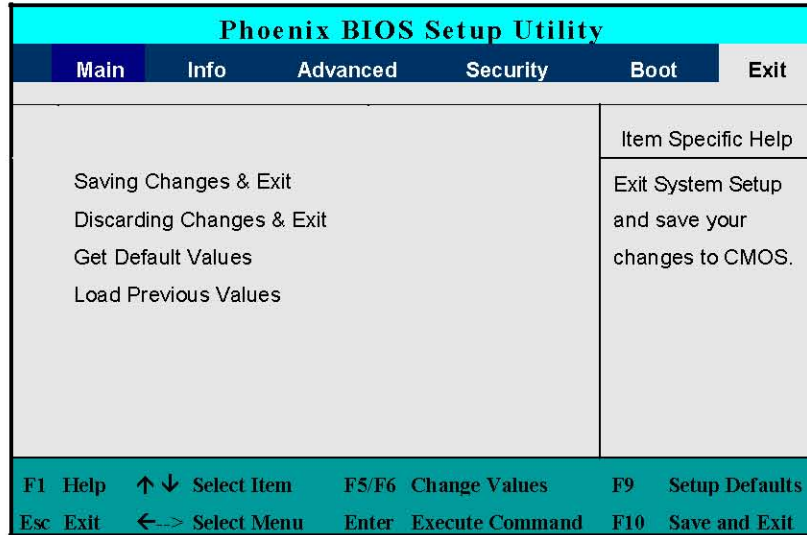 Phoenix BIOS Setup Utility
Main Info Advanced Security Boot Exit
Item Specific Help
Saving Changes & Exit
Discarding Changes & Exit
Get Default Values
Load Previous Values
Exit System Setup
and save your
changes to CMOS.
F1 Help ↑↓ Select Item F5/F6 Change Values F9 Setup Defaults
Esc Exit ←--> Select Menu Enter Execute Command F10 Save and Exit